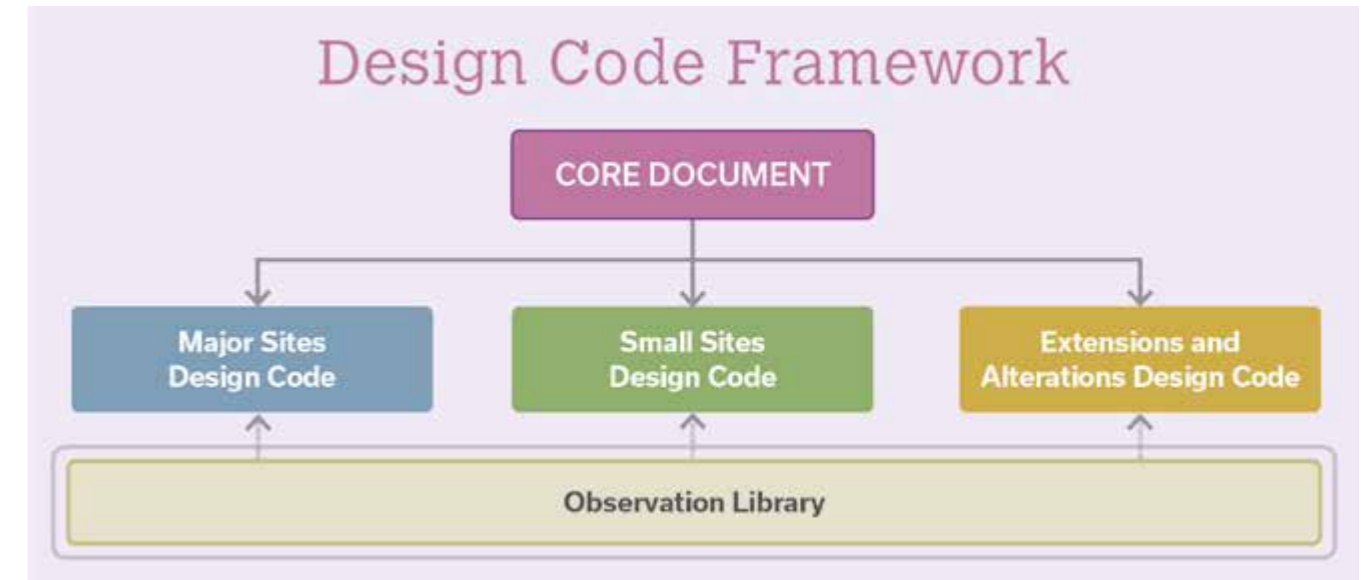 Design Code Framework
CORE DOCUMENT
Major Sites
Design Code
Small Sites
Design Code
Extensions and
Alterations Design Code
Observation Library